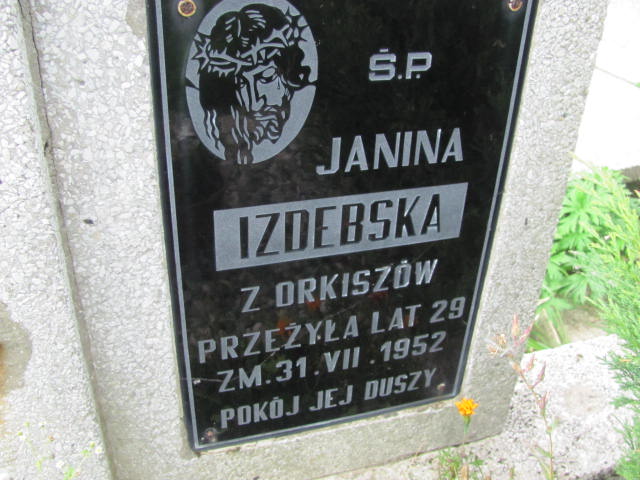 Ś.P.
JANINA
IZDEBSKA
Z ORKISZÓW
PRZEŻYŁA LAT 29
ZM. 31. VII. 1952
POKÓJ JEJ DUSZY